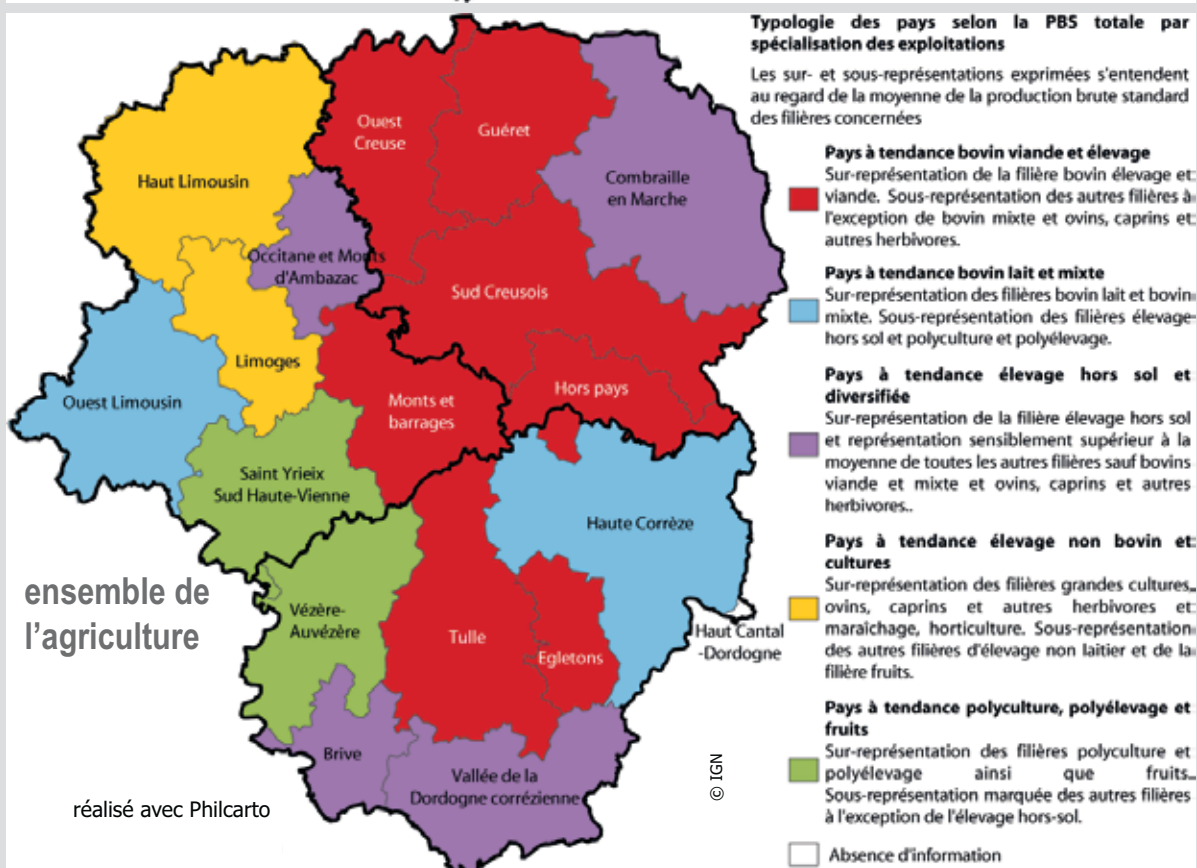 Typologie des pays selon la PBS totale par
spécialisation des exploitations
Les sur- et sous-représentations exprimées s'entendent
au regard de la moyenne de la production brute standard
des filières concernées
Pays à tendance bovin viande et élevage
Sur-représentation de la filière bovin élevage et
viande. Sous-représentation des autres filières à
l'exception de bovin mixte et ovins, caprins et
autres herbivores.
Pays à tendance bovin lait et mixte
Sur-représentation des filières bovin lait et bovin
mixte. Sous-représentation des filières élevage
hors sol et polyculture et polyélevage.
Pays à tendance élevage hors sol et
diversifiée
Sur-représentation de la filière élevage hors sol
et représentation sensiblement supérieur à la
moyenne de toutes les autres filières sauf bovins
viande et mixte et ovins, caprins et autres
herbivores..
Pays à tendance élevage non bovin et
cultures
Sur-représentation des filières grandes cultures,
ovins, caprins et autres herbivores et
maraîchage, horticulture. Sous-représentation
des autres filières d'élevage non laitier et de la
filière fruits.
Pays à tendance polyculture, polyélevage et
fruits
Sur-représentation des filières polyculture et
polyélevage ainsi que fruits.
Sous-représentation marquée des autres filières
à l'exception de l'élevage hors-sol.
Absence d'information
Ouest
Creuse
Guéret
Haut Limousin
Combraille
en Marche
Occitane et Monts
d'Ambazac
Sud Creusois
Limoges
Hors pays
Ouest Limousin
Monts et
barrages
Saint Yrieix
Sud Haute-Vienne
Haute Corrèze
ensemble de
l'agriculture
Vézère-
Auvézère
Tulle
Egletons
Haut Cantal
-Dordogne
Brive
Vallée de la
Dordogne corrézienne
© IGN
réalisé avec Philcarto